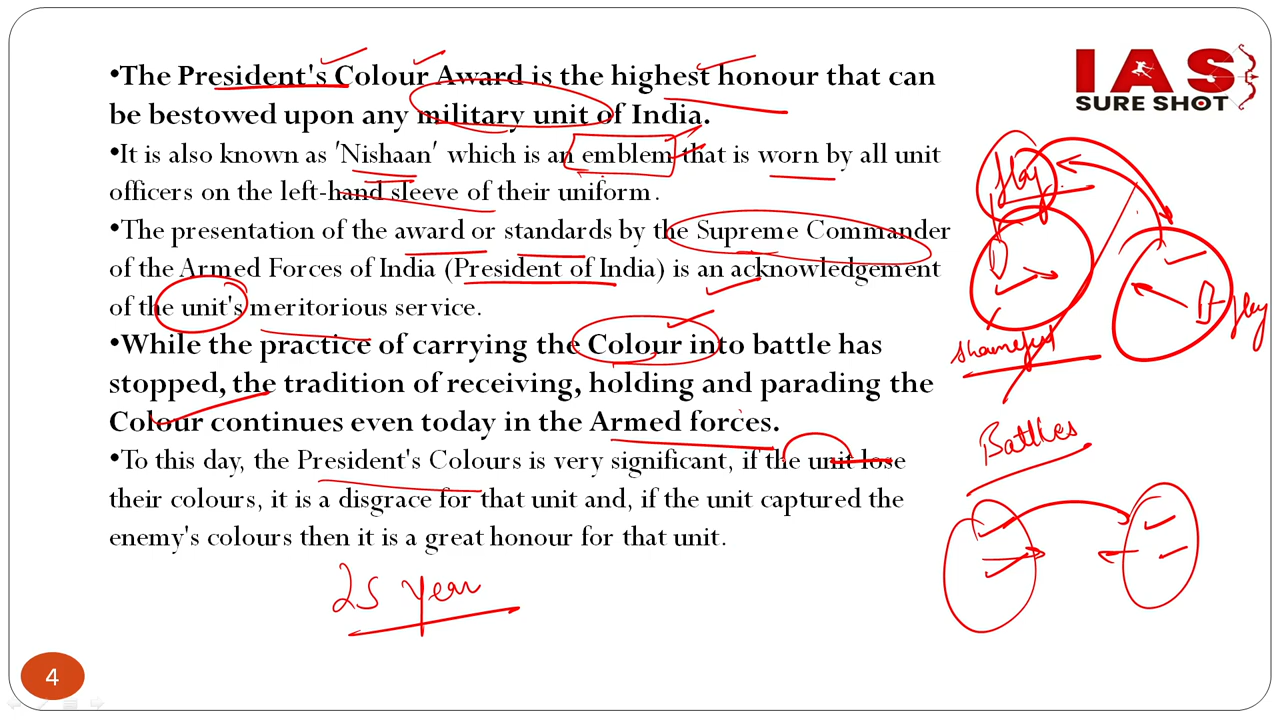 •The President's Colour Award is the highest honour that can
be bestowed upon any military unit of India.
•It is also known as 'Nishaan' which is an emblem that is worn by all unit
officers on the left-hand sleeve of their uniform.
•The presentation of the award or standards by the Supreme Commander
of the Armed Forces of India (President of India) is an acknowledgement
of the unit's meritorious service.
•While the practice of carrying the Colour into battle has
stopped, the tradition of receiving, holding and parading the
Colour continues even today in the Armed forces.
•To this day, the President's Colours is very significant, if the unit lose
their colours, it is a disgrace for that unit and, if the unit captured the
enemy's colours then it is a great honour for that unit.
25 year
4
IAS
SURE SHOT
flag
B-flag
Shameful
Battles